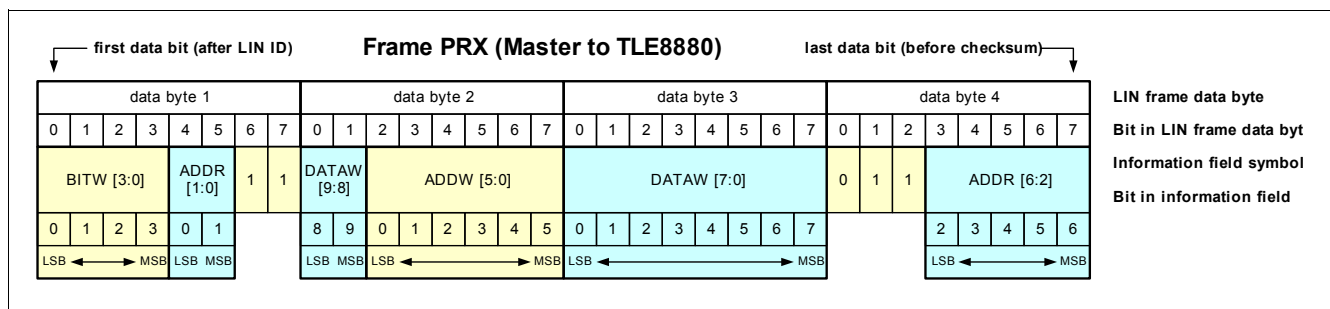 first data bit (after LIN ID) Frame PRX (Master to TLE8880) last data bit (before checksum)
data byte 1 data byte 2 data byte 3 data byte 4 LIN frame data byte
0 1 2 3 4 5 6 7 0 1 2 3 4 5 6 7 0 1 2 3 4 5 6 7 0 1 2 3 4 5 6 7 Bit in LIN frame data byt
BITW [3:0] ADDR [1:0] 1 1 DATAW [9:8] ADDW [5:0] DATAW [7:0] 0 1 1 ADDR [6:2] Information field symbol
Bit in information field
0 1 2 3 0 1 8 9 0 1 2 3 4 5 0 1 2 3 4 5 6 7 2 3 4 5 6
LSB MSB LSB MSB LSB MSB LSB MSB LSB MSB LSB MSB